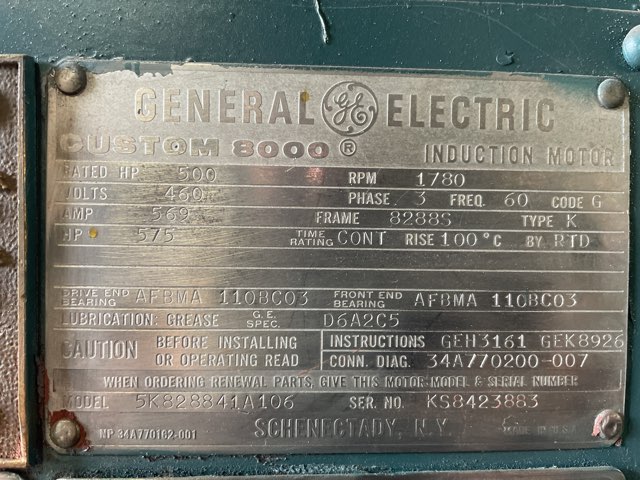 GENERAL GE ELECTRIC
CUSTOM 8000 ® INDUCTION MOTOR
RATED HP 500 RPM 1780
VOLTS 460 PHASE 3 FREQ. 60 CODE G
AMP 569 FRAME 8288S TYPE K
HP 575 TIME RATING CONT RISE 100°C BY RTD
DRIVE END BEARING AFBMA 110BC03 FRONT END BEARING AFBMA 110BC03
LUBRICATION: GREASE G.E. SPEC. D6A2C5
CAUTION BEFORE INSTALLING OR OPERATING READ INSTRUCTIONS GEH3161 GEK8926
CONN. DIAG. 34A770200-007
WHEN ORDERING RENEWAL PARTS, GIVE THIS MOTOR MODEL & SERIAL NUMBER
MODEL 5K828841A106 SER. NO. KS8423883
NP 34A770162-001 SCHENECTADY, N.Y. MADE IN U.S.A.